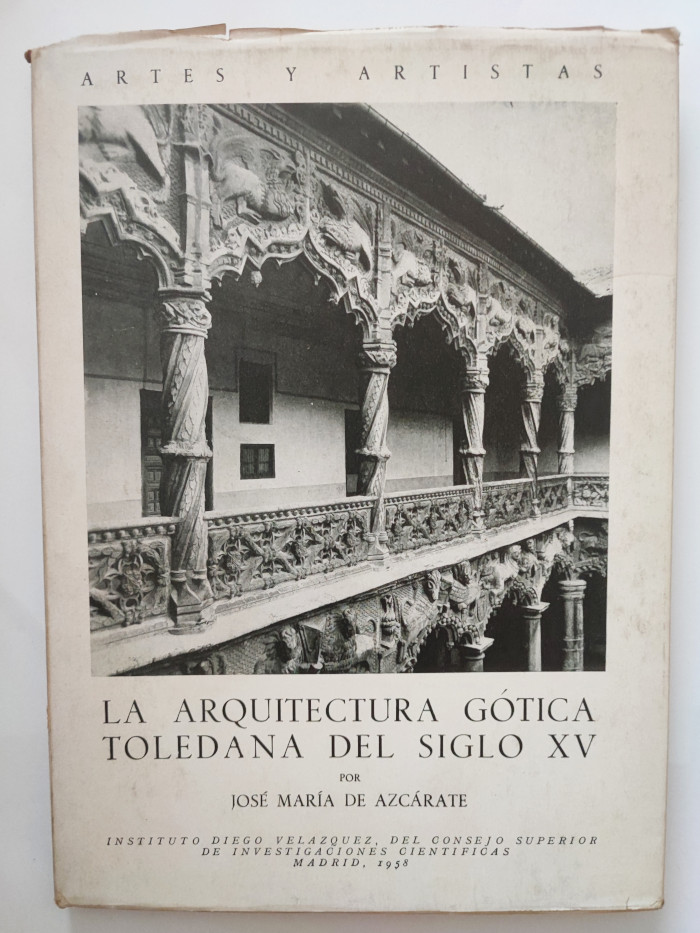 ARTES Y ARTISTAS
LA ARQUITECTURA GÓTICA
TOLEDANA DEL SIGLO XV
POR
JOSÉ MARÍA DE AZCÁRATE
INSTITUTO DIEGO VELAZQUEZ, DEL CONSEJO SUPERIOR
DE INVESTIGACIONES CIENTIFICAS
MADRID, 1958